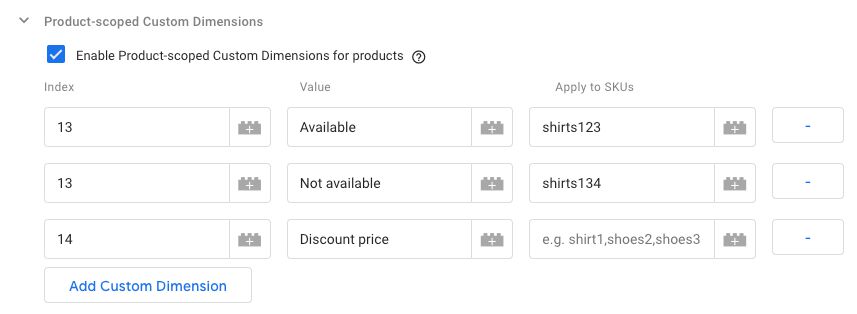 Product-scoped Custom Dimensions
Enable Product-scoped Custom Dimensions for products ?
Index Value Apply to SKUs
13 Available shirts123 -
13 Not available shirts134 -
14 Discount price e.g. shirt1,shoes2,shoes3 -
Add Custom Dimension